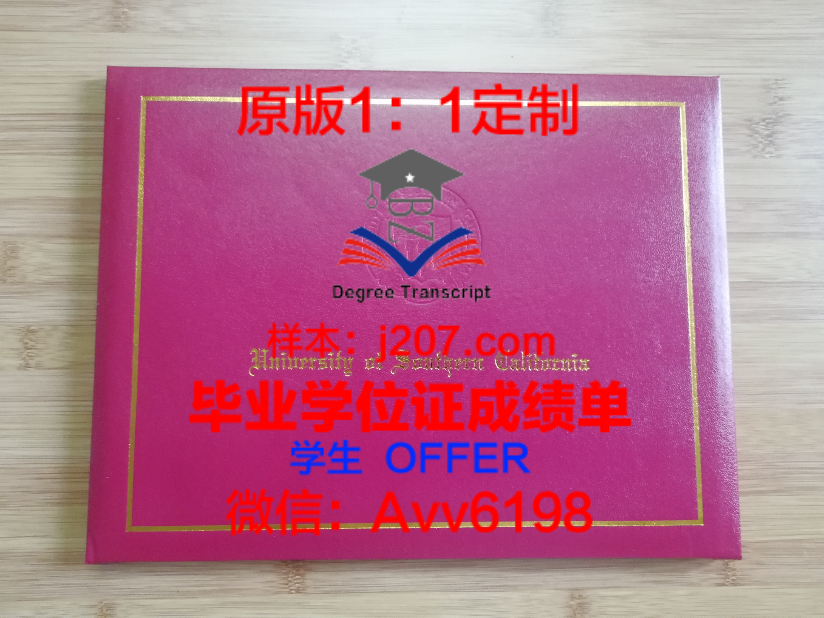 原版1：1定制
BZ
Degree Transcript
样本：j207.com
University of Southern California
毕业学位证成绩单
学生 OFFER
微信：Avv6198